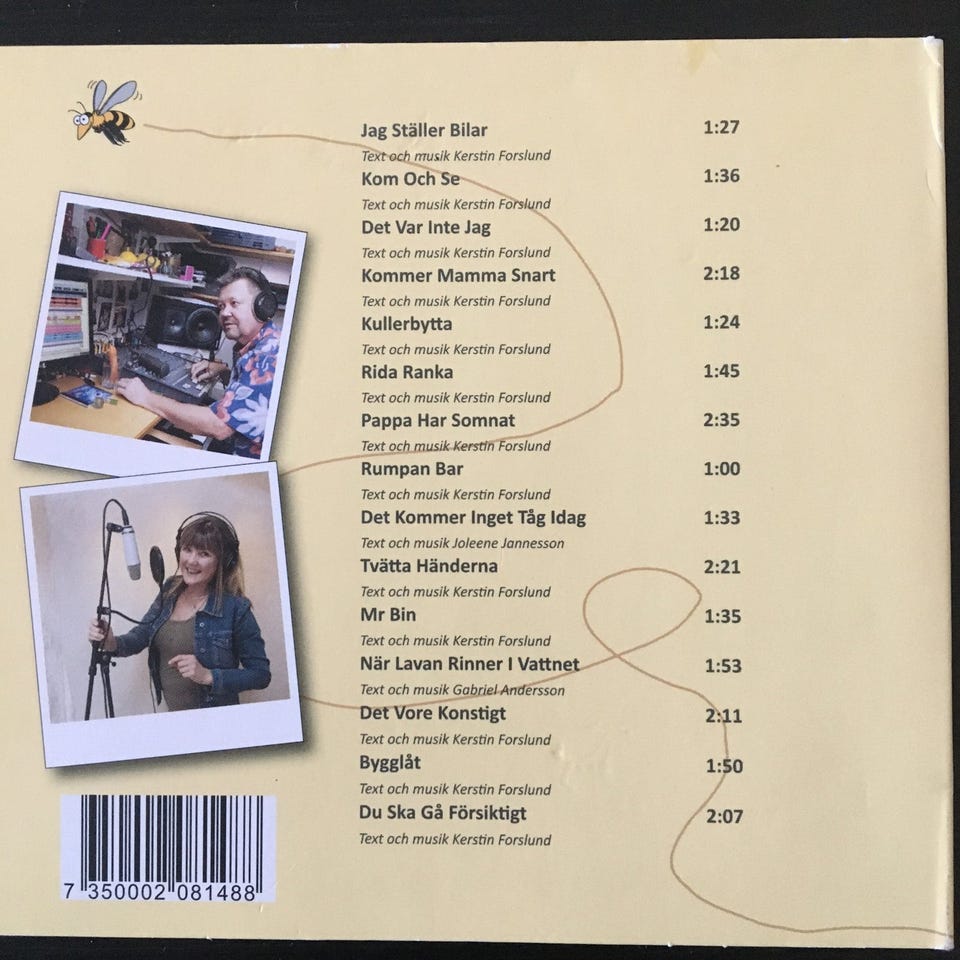 Jag Ställer Bilar 1:27
Text och musik Kerstin Forslund
Kom Och Se 1:36
Text och musik Kerstin Forslund
Det Var Inte Jag 1:20
Text och musik Kerstin Forslund
Kommer Mamma Snart 2:18
Text och musik Kerstin Forslund
Kullerbytta 1:24
Text och musik Kerstin Forslund
Rida Ranka 1:45
Text och musik Kerstin Forslund
Pappa Har Somnat 2:35
Text och musik Kerstin Forslund
Rumpan Bar 1:00
Text och musik Kerstin Forslund
Det Kommer Inget Tåg Idag 1:33
Text och musik Joleene Jannesson
Tvätta Händerna 2:21
Text och musik Kerstin Forslund
Mr Bin 1:35
Text och musik Kerstin Forslund
När Lavan Rinner I Vattnet 1:53
Text och musik Gabriel Andersson
Det Vore Konstigt 2:11
Text och musik Kerstin Forslund
Bygglåt 1:50
Text och musik Kerstin Forslund
Du Ska Gå Försiktigt 2:07
Text och musik Kerstin Forslund
7 350002 081488